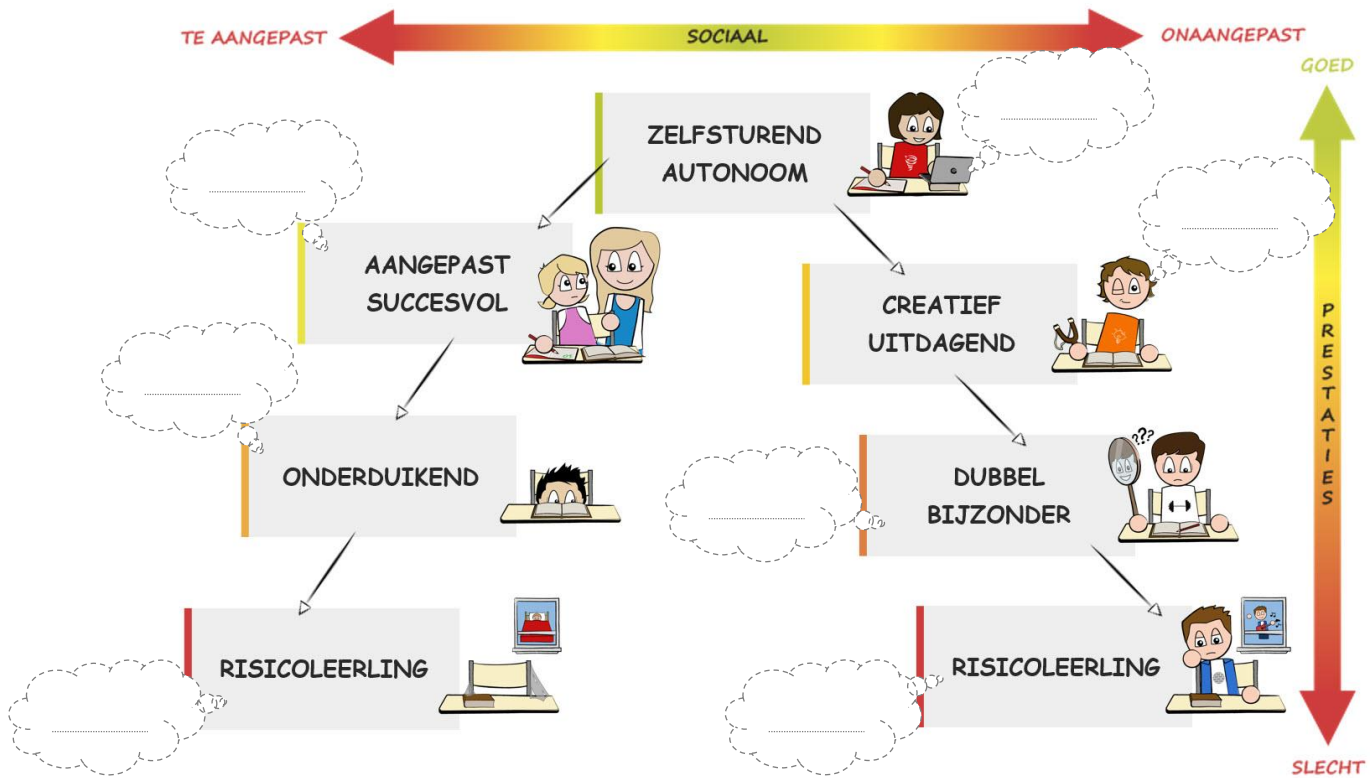 TE AANGEPAST
SOCIAAL
ONAANGEPAST
GOED
ZELFSTUREND
AUTONOOM
AANGEPAST
SUCCESVOL
CREATIEF
UITDAGEND
PRESTATIES
ONDERDUIKEND
???
DUBBEL
BIJZONDER
RISICOLEERLING
RISICOLEERLING
SLECHT